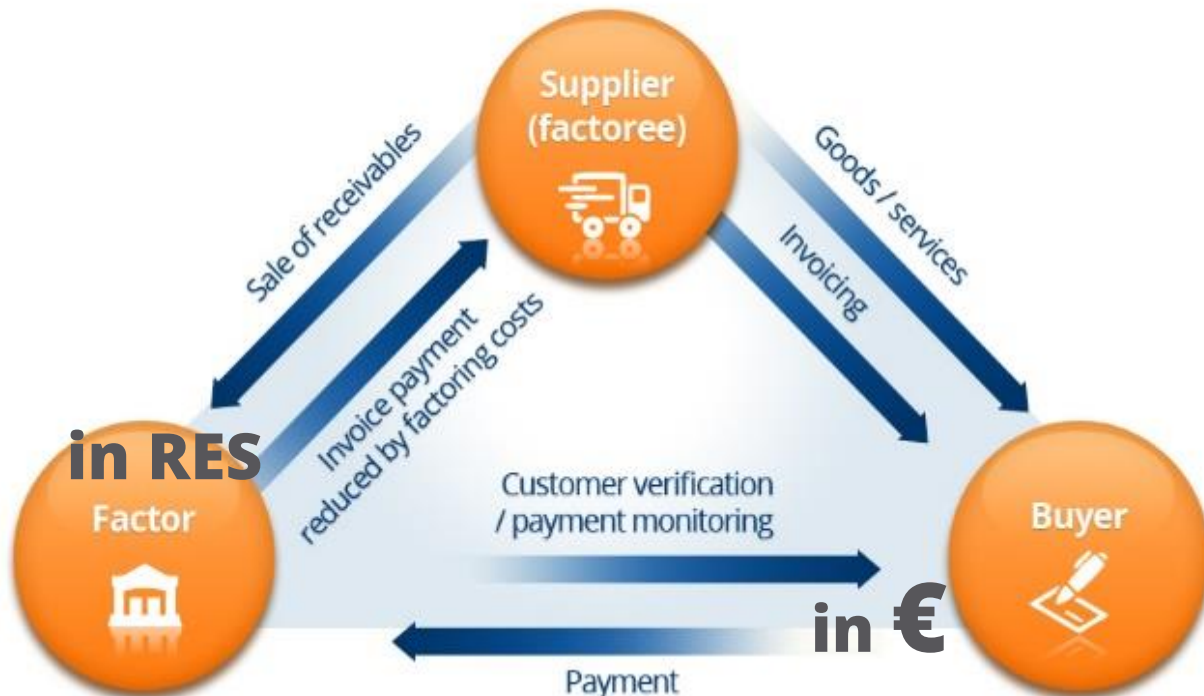 Supplier
(factoree)
Sale of receivables
Goods / services
Invoicing
Invoice payment
reduced by factoring costs
in RES
Factor
Customer verification
/ payment monitoring
Buyer
in €
Payment